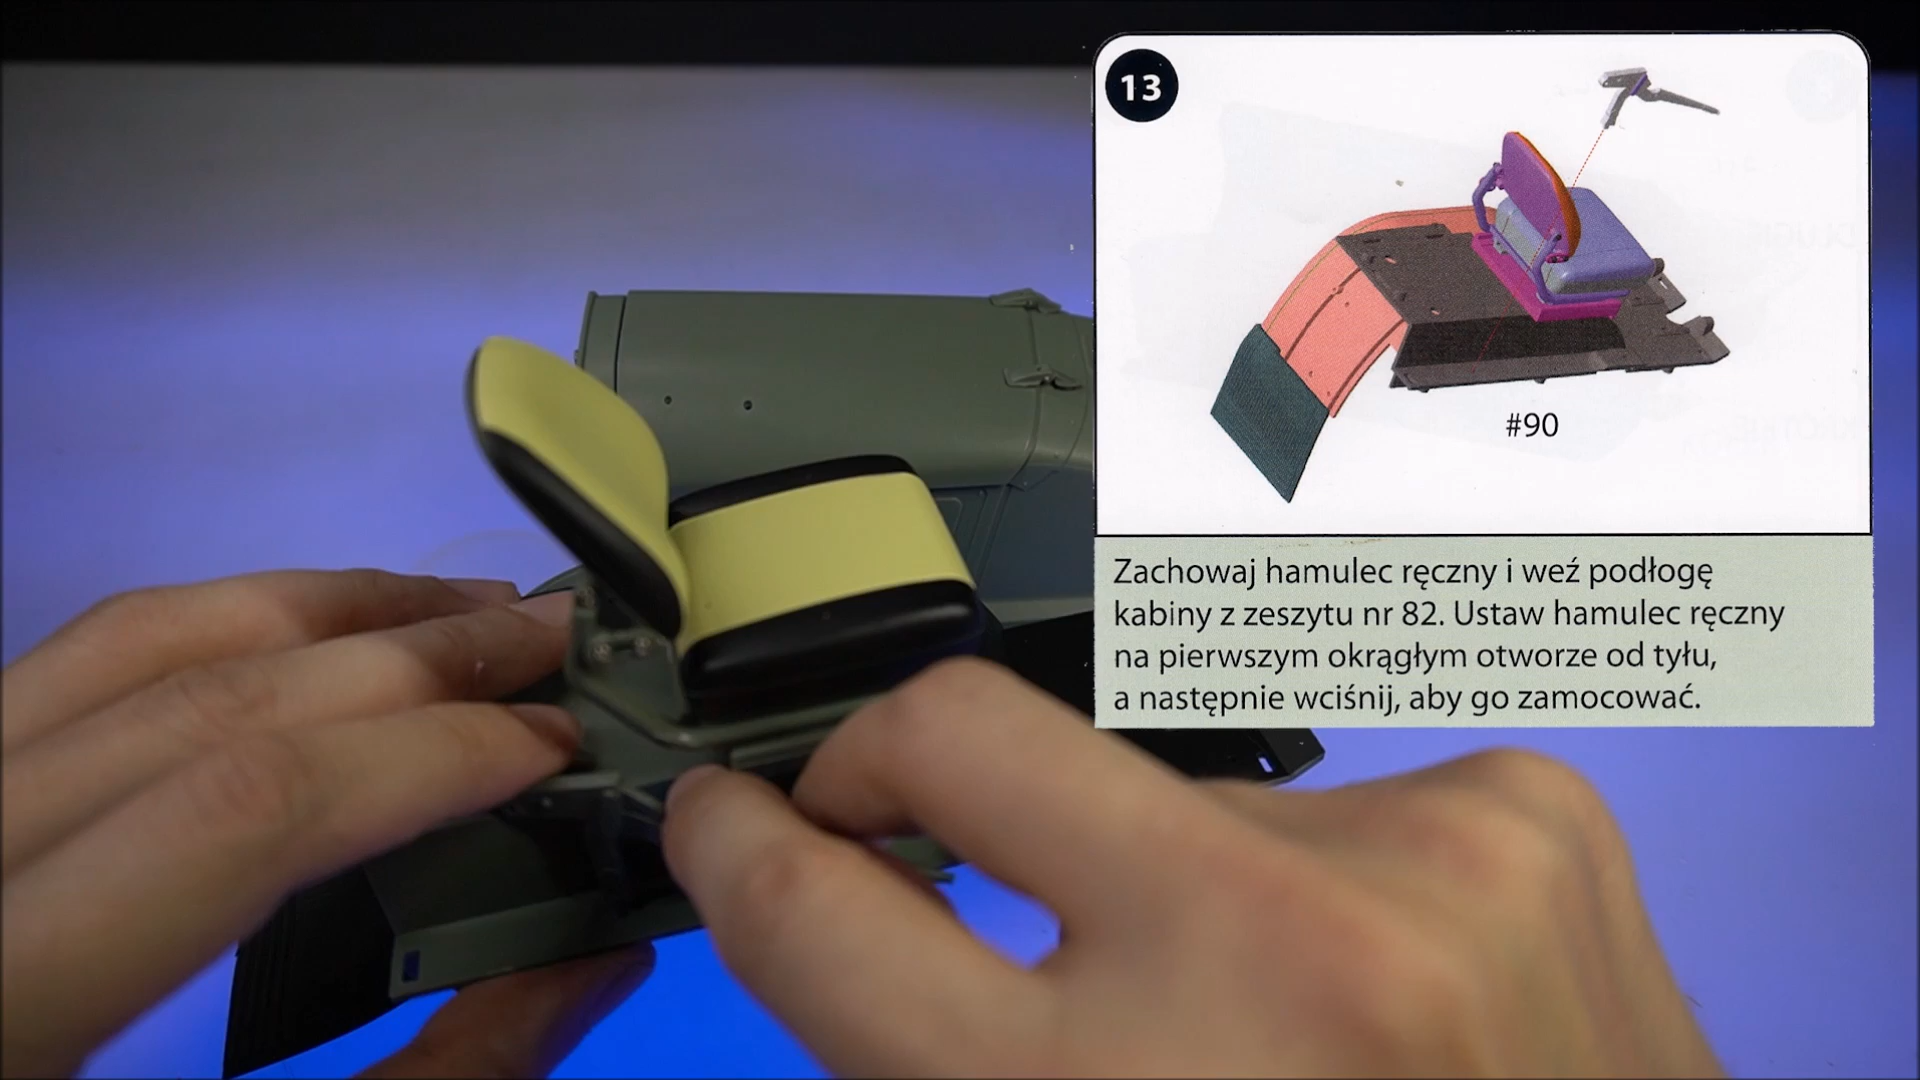 13
#90
Zachowaj hamulec ręczny i weź podłogę
kabiny z zeszytu nr 82. Ustaw hamulec ręczny
na pierwszym okrągłym otworze od tyłu,
a następnie wciśnij, aby go zamocować.